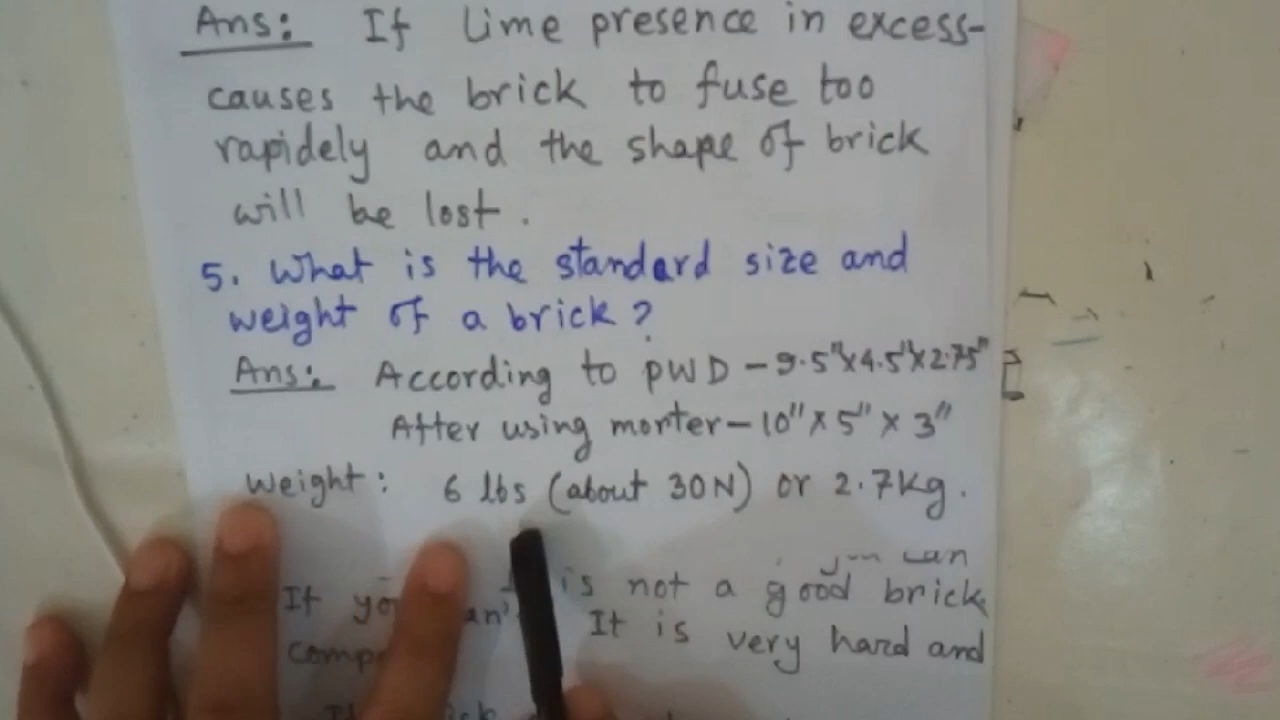 Ans: If lime presence in excess-
causes the brick to fuse too
rapidely and the shape of brick
will be lost.
5. What is the standard size and
weight of a brick?
Ans: According to PWD - 9.5"x4.5"x2.75"
After using morter - 10" x 5" x 3"
Weight: 6 lbs (about 30N) or 2.7kg.
can
If is not a good brick
It is very hard and